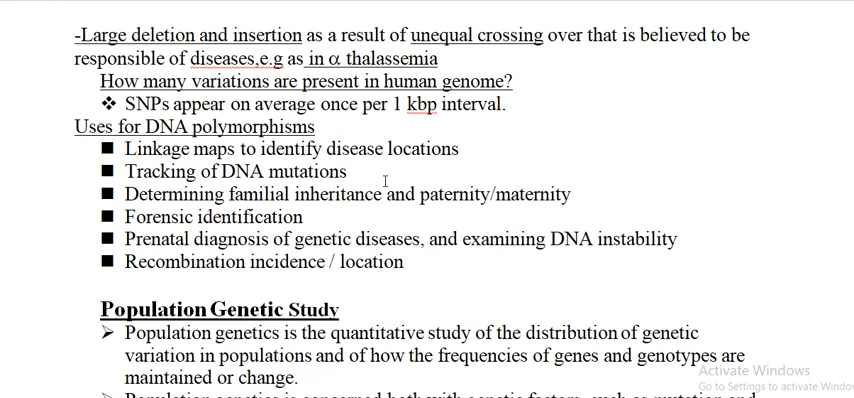 -Large deletion and insertion as a result of unequal crossing over that is believed to be
responsible of diseases,e.g as in α thalassemia
How many variations are present in human genome?
❖ SNPs appear on average once per 1 kbp interval.
Uses for DNA polymorphisms
■ Linkage maps to identify disease locations
■ Tracking of DNA mutations
■ Determining familial inheritance and paternity/maternity
■ Forensic identification
■ Prenatal diagnosis of genetic diseases, and examining DNA instability
■ Recombination incidence / location
Population Genetic Study
➢ Population genetics is the quantitative study of the distribution of genetic
variation in populations and of how the frequencies of genes and genotypes are
maintained or change.
Activate Windows
Go to Settings to activate Windo